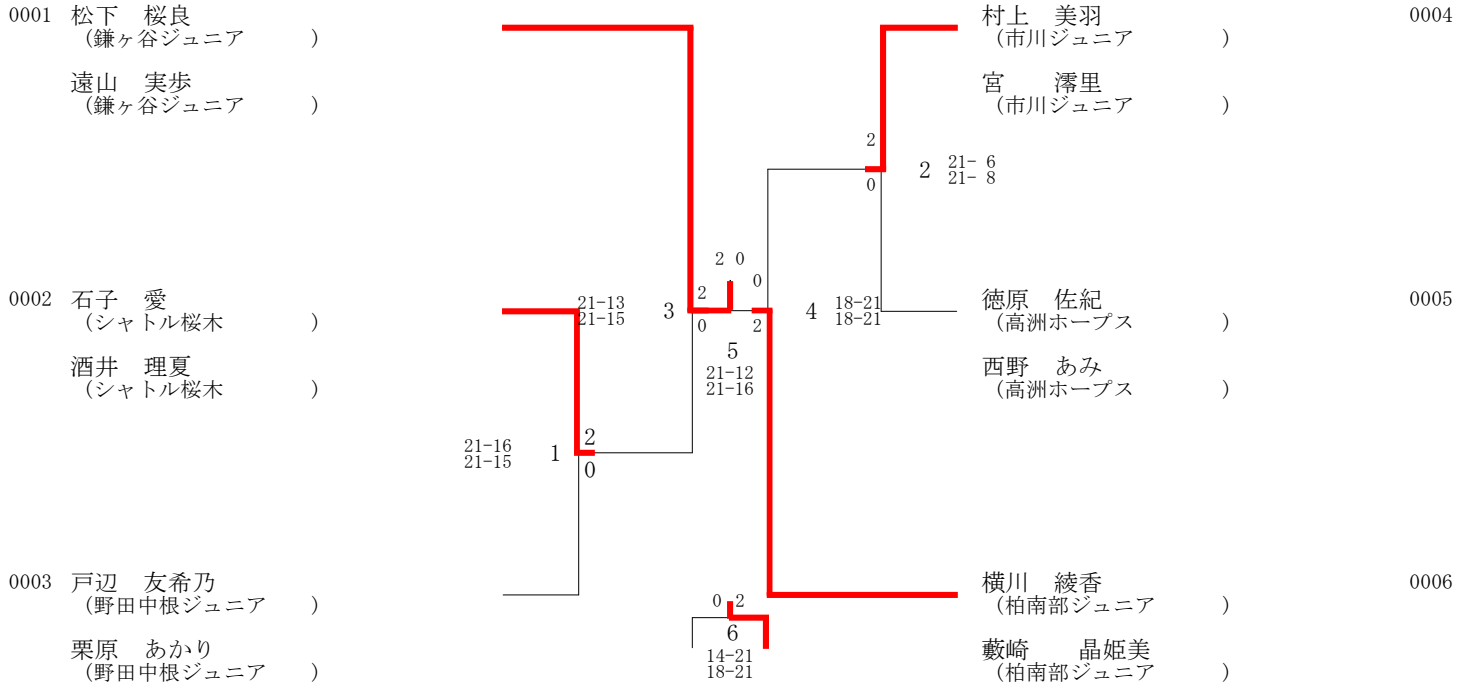 0001 松下 桜良
(鎌ヶ谷ジュニア )
遠山 実歩
(鎌ヶ谷ジュニア )
0002 石子 愛
(シャトル桜木 )
酒井 理夏
(シャトル桜木 )
0003 戸辺 友希乃
(野田中根ジュニア )
栗原 あかり
(野田中根ジュニア )
21-16
21-15
1
2
0
21-13
21-15
3
2
0
2 0
5
21-12
21-16
0
2
4
18-21
18-21
2
0
2
21- 6
21- 8
0 2
6
14-21
18-21
村上 美羽 0004
(市川ジュニア )
宮 澪里
(市川ジュニア )
徳原 佐紀 0005
(高洲ホープス )
西野 あみ
(高洲ホープス )
横川 綾香 0006
(柏南部ジュニア )
藪崎 晶姫美
(柏南部ジュニア )